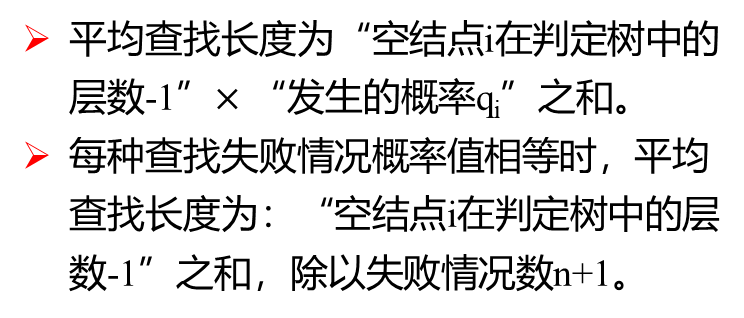 平均查找长度为“空结点i在判定树中的
层数-1”×“发生的概率qi”之和。
每种查找失败情况概率值相等时，平均
查找长度为：“空结点i在判定树中的层
数-1”之和，除以失败情况数n+1。